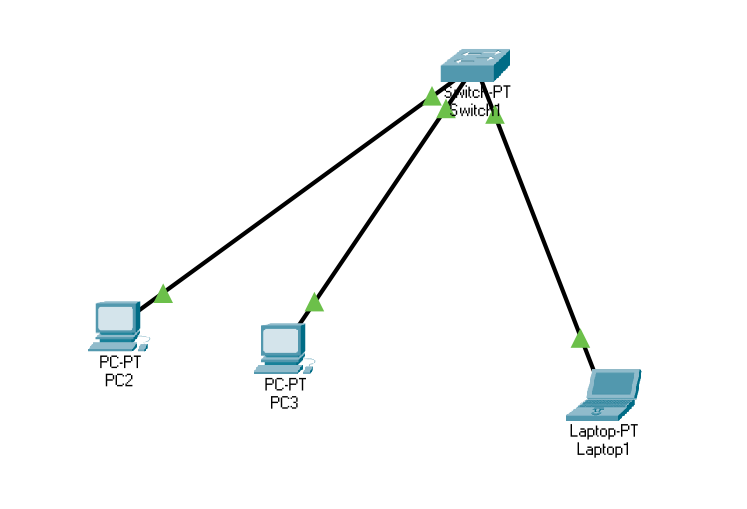 Switch-PT
Switch1
PC-PT
PC2
PC-PT
PC3
Laptop-PT
Laptop1